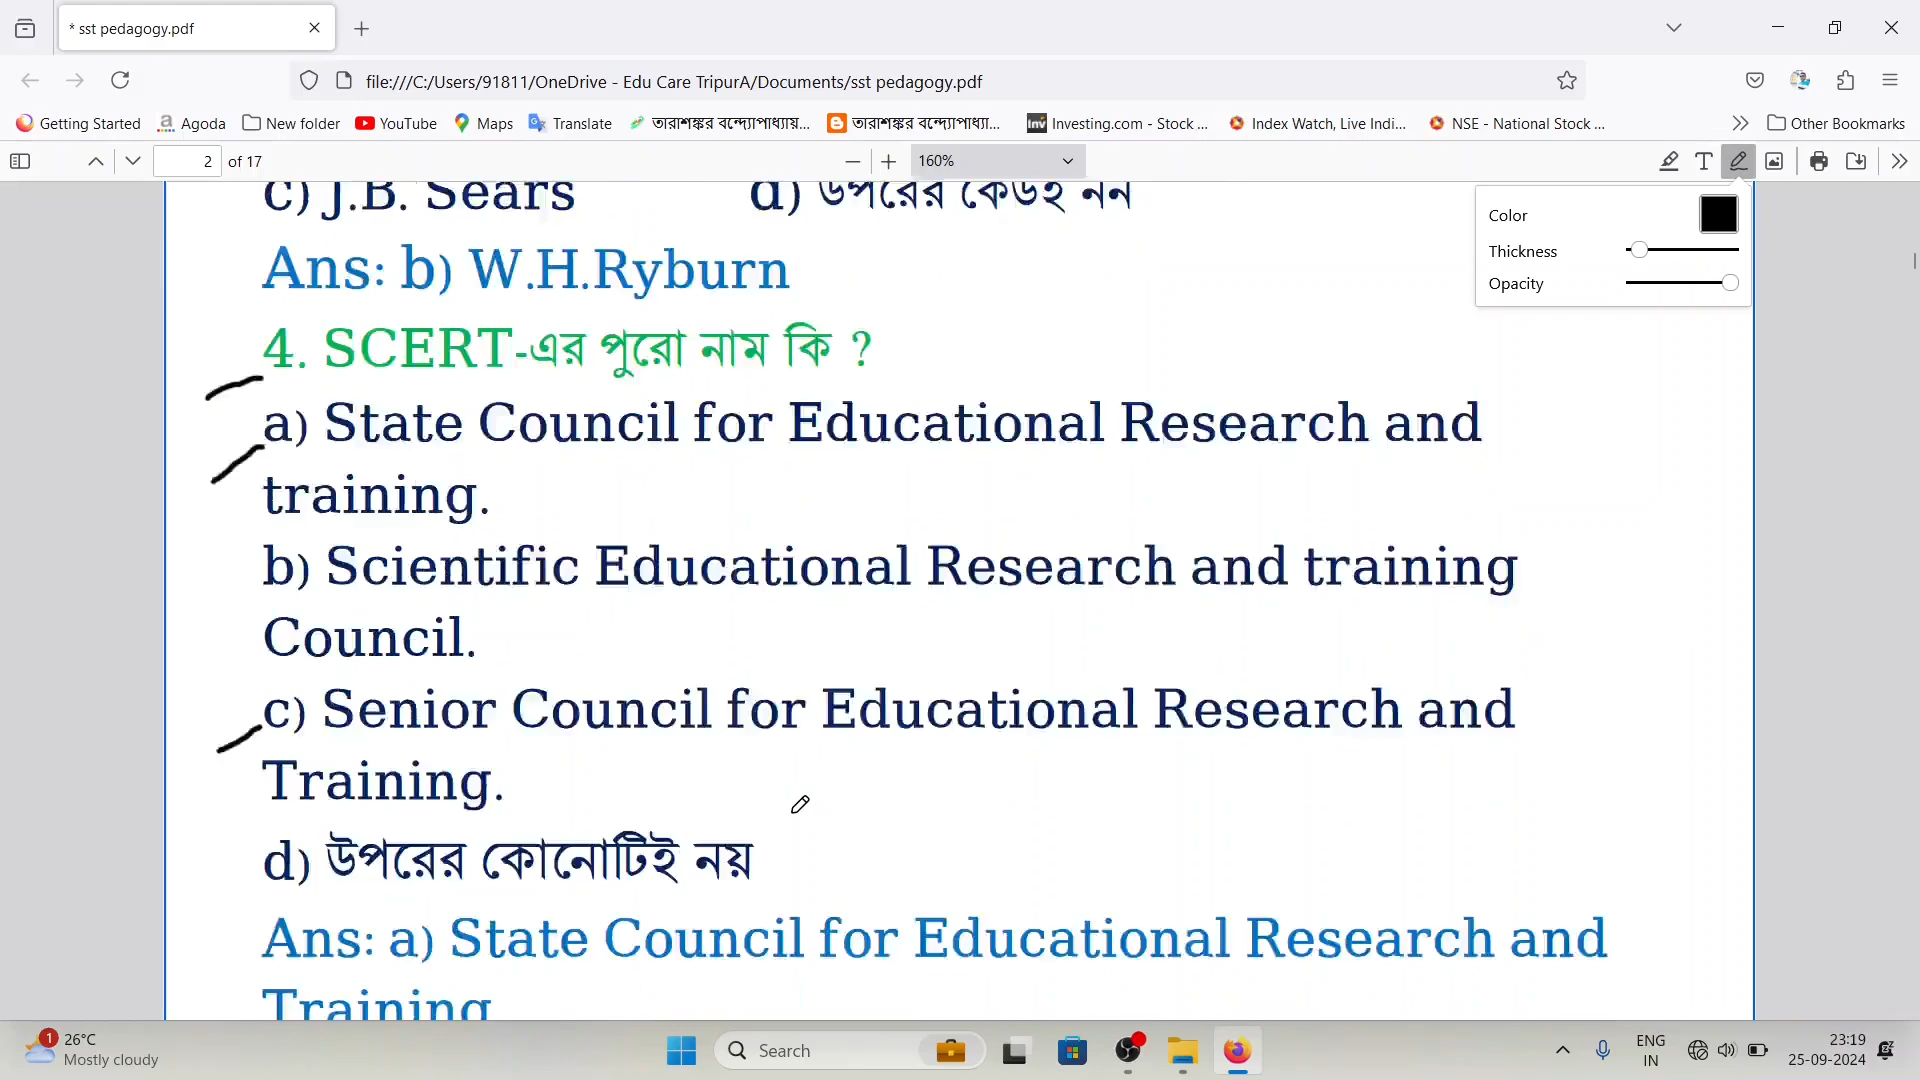 * sst pedagogy.pdf
file:///C:/Users/91811/OneDrive - Edu Care TripurA/Documents/sst pedagogy.pdf
Getting Started Agoda New folder YouTube Maps Translate তারাশঙ্কর বন্দ্যোপাধ্যায়... তারাশঙ্কর বন্দ্যোপাধ্যা... Investing.com - Stock ... Index Watch, Live Indi... NSE - National Stock ... Other Bookmarks
2 of 17 160%
Color
Thickness
Opacity
c) J.B. Sears d) উপরের কেউই নন
Ans: b) W.H.Ryburn
4. SCERT-এর পুরো নাম কি ?
a) State Council for Educational Research and
training.
b) Scientific Educational Research and training
Council.
c) Senior Council for Educational Research and
Training.
d) উপরের কোনোটিই নয়
Ans: a) State Council for Educational Research and
Training
1 26°C
Mostly cloudy
Search
ENG
IN
23:19
25-09-2024